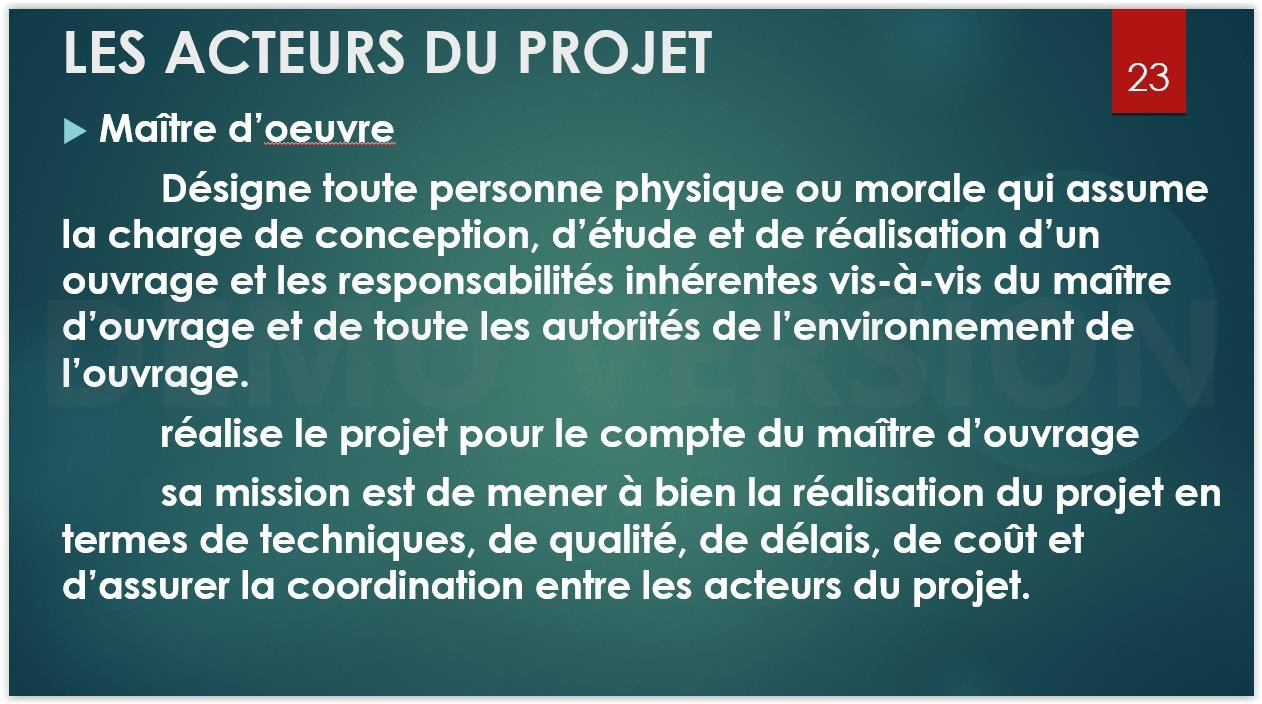 LES ACTEURS DU PROJET
23
Maître d’oeuvre
Désigne toute personne physique ou morale qui assume
la charge de conception, d’étude et de réalisation d’un
ouvrage et les responsabilités inhérentes vis-à-vis du maître
d’ouvrage et de toute les autorités de l’environnement de
l’ouvrage.
réalise le projet pour le compte du maître d’ouvrage
sa mission est de mener à bien la réalisation du projet en
termes de techniques, de qualité, de délais, de coût et
d’assurer la coordination entre les acteurs du projet.
DEMO VERSION